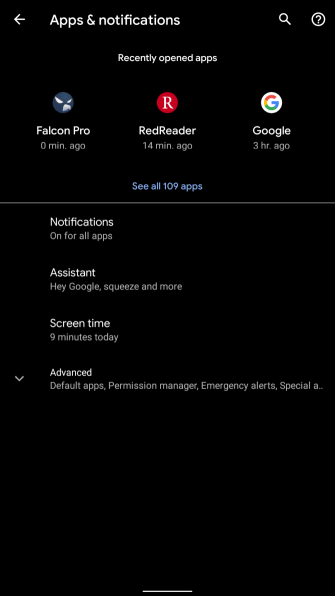 Apps & notifications
Recently opened apps
R
G
Falcon Pro
RedReader
Google
0 min. ago
14 min. ago
3 hr. ago
See all 109 apps
Notifications
On for all apps
Assistant
Hey Google, squeeze and more
Screen time
9 minutes today
Advanced
Default apps, Permission manager, Emergency alerts, Special a..